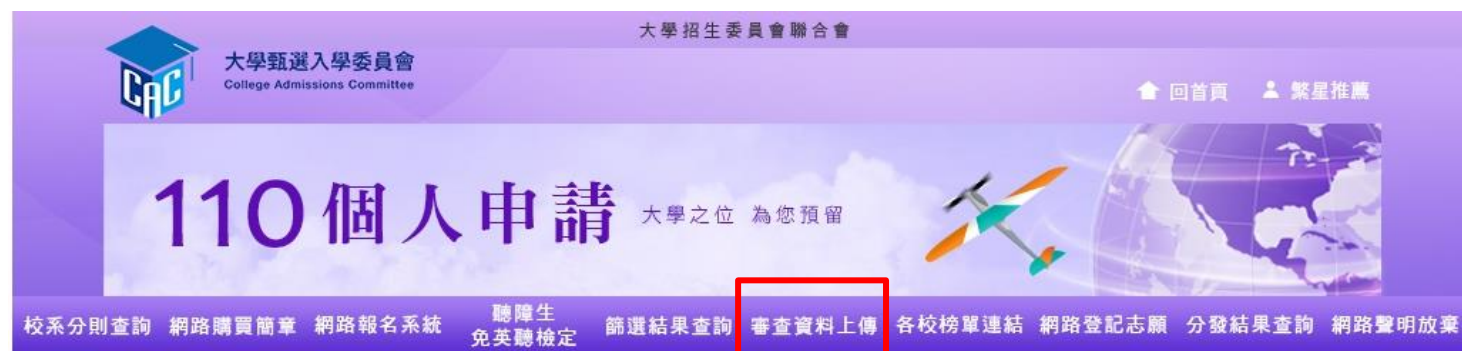 大學招生委員會聯合會
CAC
大學甄選入學委員會
College Admissions Committee
回首頁 繁星推薦
110個人申請 大學之位 為您預留
校系分則查詢 網路購買簡章 網路報名系統 聽障生 免英聽檢定 篩選結果查詢 審查資料上傳 各校榜單連結 網路登記志願 分發結果查詢 網路聲明放棄